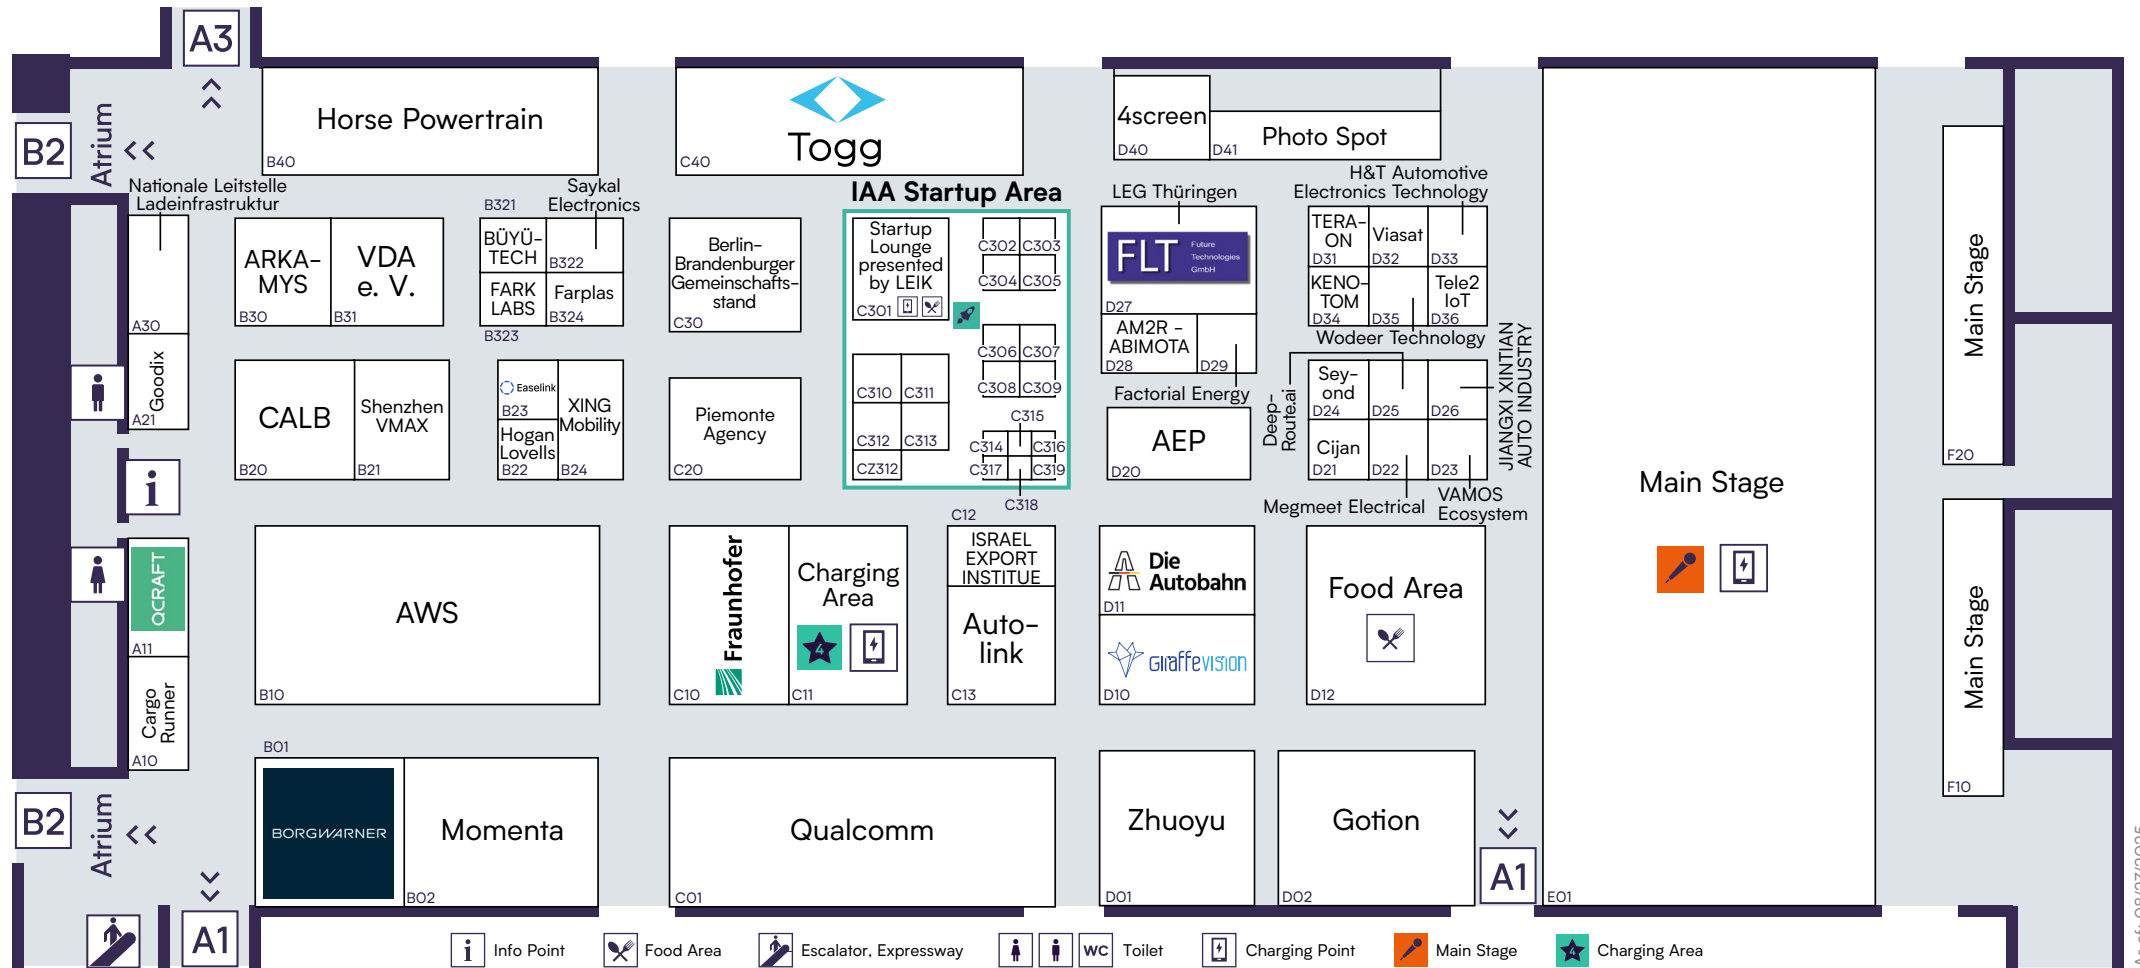 A3
B2
Atrium
Horse Powertrain
B40
Togg
C40
4screen
D40
Photo Spot
D41
Nationale Leitstelle
Ladeinfrastruktur
A30
Goodix
A21
ARKA-
MYS
B30
VDA
e. V.
B31
B321
BÜYÜ-
TECH
Saykal
Electronics
B322
FARK
LABS
B323
Farplas
B324
Berlin-
Brandenburger
Gemeinschafts-
stand
C30
IAA Startup Area
Startup
Lounge
presented
by LEIK
C301
C302
C303
C304
C305
C306
C307
C308
C309
C310
C311
C312
C313
CZ312
C315
C314
C316
C317
C319
C318
LEG Thüringen
FLT
Future
Technologies
GmbH
D27
AM2R -
ABIMOTA
D28
D29
Factorial Energy
H&T Automotive
Electronics Technology
TERA-
ON
D31
Viasat
D32
D33
KENO-
TOM
D34
D35
Tele2
IoT
D36
Wodeer Technology
JIANGXI XINTIAN
AUTO INDUSTRY
Deep-
Route.ai
Sey-
ond
D24
D25
D26
Cijan
D21
D22
D23
Megmeet Electrical
VAMOS
Ecosystem
AEP
D20
CALB
B20
Shenzhen
VMAX
B21
Easelink
B23
Hogan
Lovells
B22
XING
Mobility
B24
Piemonte
Agency
C20
Main Stage
F20
Main Stage
Main Stage
F10
E01
i
QCRAFT
A11
Cargo
Runner
A10
AWS
B10
Fraunhofer
C10
Charging
Area
4
C11
C12
ISRAEL
EXPORT
INSTITUE
Auto-
link
C13
Die
Autobahn
D11
GIRAFFEVISION
D10
Food Area
D12
B01
BORGWARNER
Momenta
B02
Qualcomm
C01
Zhuoyu
D01
Gotion
D02
A1
B2
Atrium
A1
i Info Point
Food Area
Escalator, Expressway
WC Toilet
Charging Point
Main Stage
4 Charging Area
As of: 08/27/2025